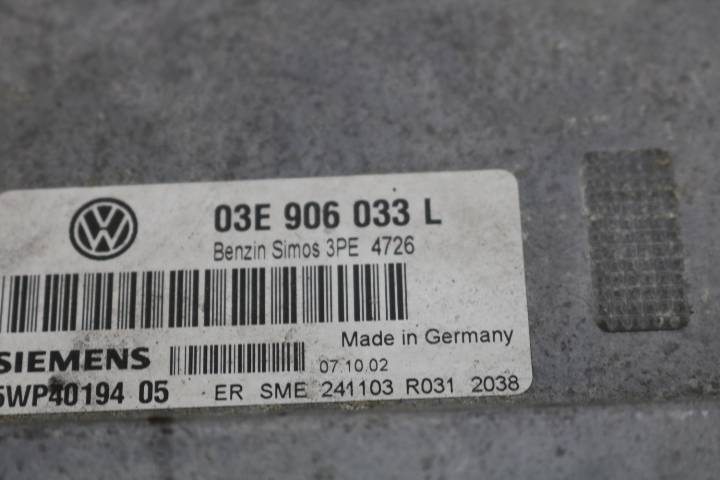 03E 906 033 L
Benzin Simos 3PE 4726
Made in Germany
SIEMENS 07.10.02
5WP40194 05 ER SME 241103 R031 2038